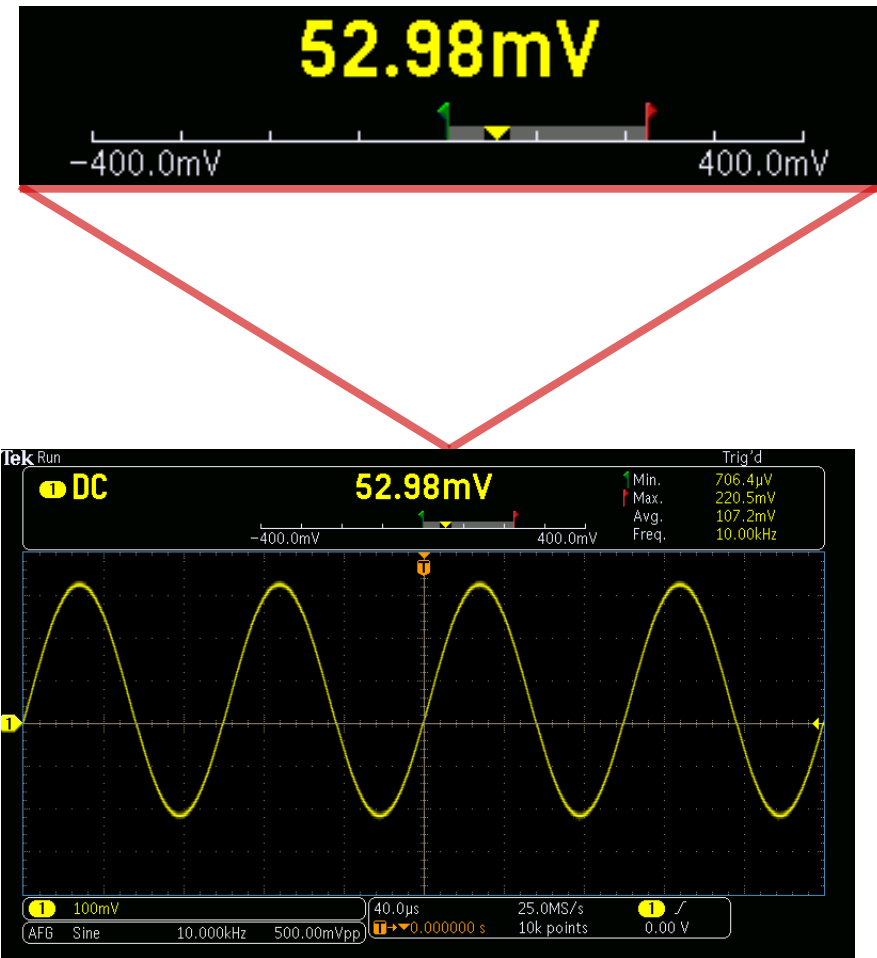 52.98mV
−400.0mV 400.0mV
Tek Run Trig'd
1 DC 52.98mV
−400.0mV 400.0mV
Min. 706.4µV
Max. 220.5mV
Avg. 107.2mV
Freq. 10.00kHz
T
1
1 100mV
AFG Sine 10.000kHz 500.00mVpp
40.0µs 25.0MS/s
T→▼0.000000 s 10k points
1 ∕
0.00 V